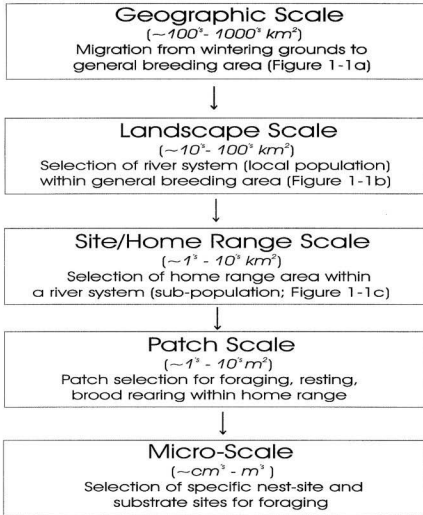 Geographic Scale
(~100's - 1000's km²)
Migration from wintering grounds to
general breeding area (Figure 1-1a)
Landscape Scale
(~10's - 100's km²)
Selection of river system (local population)
within general breeding area (Figure 1-1b)
Site/Home Range Scale
(~1's - 10's km²)
Selection of home range area within
a river system (sub-population; Figure 1-1c)
Patch Scale
(~1's - 10's m²)
Patch selection for foraging, resting,
brood rearing within home range
Micro-Scale
(~cm's - m's)
Selection of specific nest-site and
substrate sites for foraging